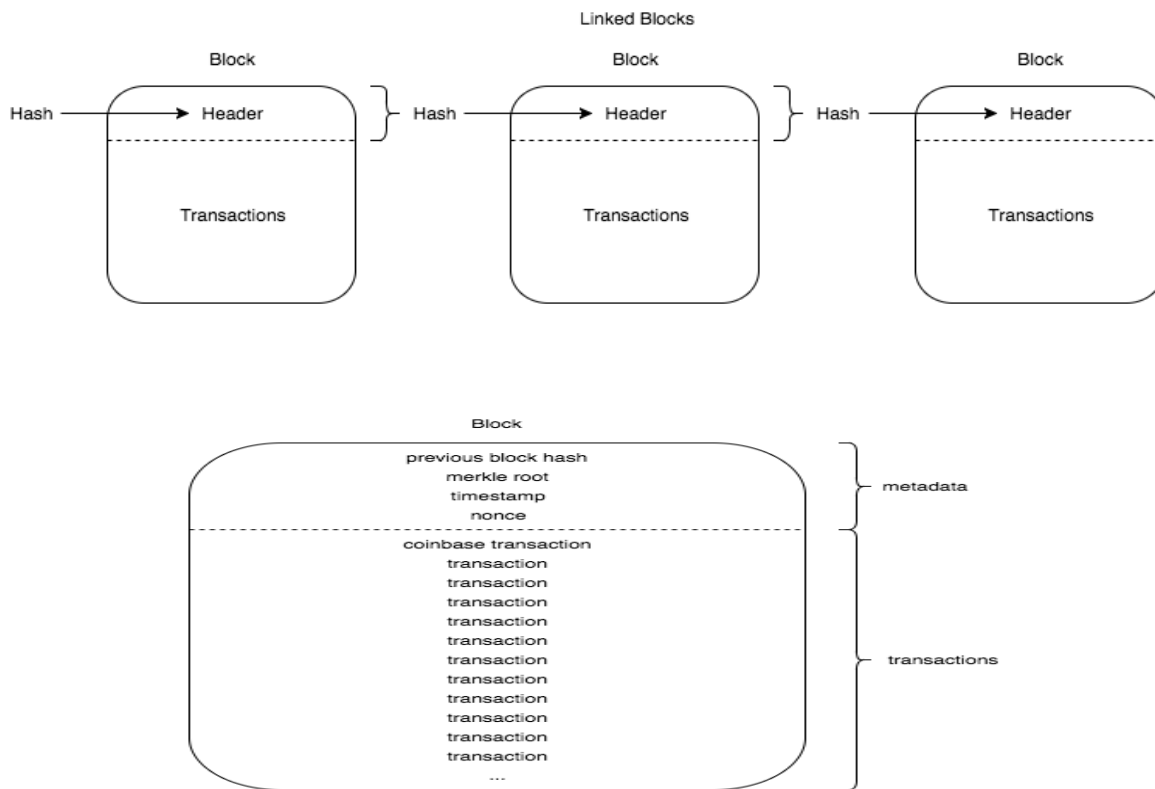 Linked Blocks
Block
Block
Block
Hash
Header
Hash
Header
Hash
Header
Transactions
Transactions
Transactions
Block
previous block hash
merkle root
timestamp
nonce
metadata
coinbase transaction
transaction
transaction
transaction
transaction
transaction
transaction
transaction
transaction
transaction
transaction
transaction
...
transactions